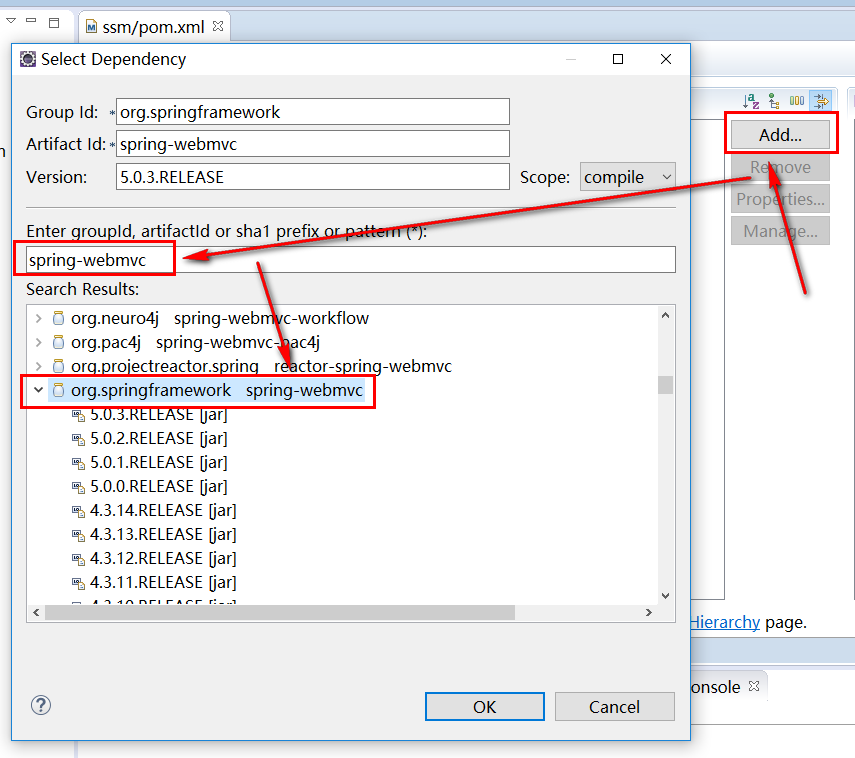 ssm/pom.xml
Select Dependency
Group Id: * org.springframework
Artifact Id: * spring-webmvc
Version: 5.0.3.RELEASE Scope: compile
Enter groupId, artifactId or sha1 prefix or pattern (*):
spring-webmvc
Search Results:
org.neuro4j spring-webmvc-workflow
org.pac4j spring-webmvc-pac4j
org.projectreactor.spring reactor-spring-webmvc
org.springframework spring-webmvc
5.0.3.RELEASE [jar]
5.0.2.RELEASE [jar]
5.0.1.RELEASE [jar]
5.0.0.RELEASE [jar]
4.3.14.RELEASE [jar]
4.3.13.RELEASE [jar]
4.3.12.RELEASE [jar]
4.3.11.RELEASE [jar]
4.3.10.RELEASE [jar]
OK
Cancel
Add...
Remove
Properties...
Manage...
Hierarchy page.
onsole